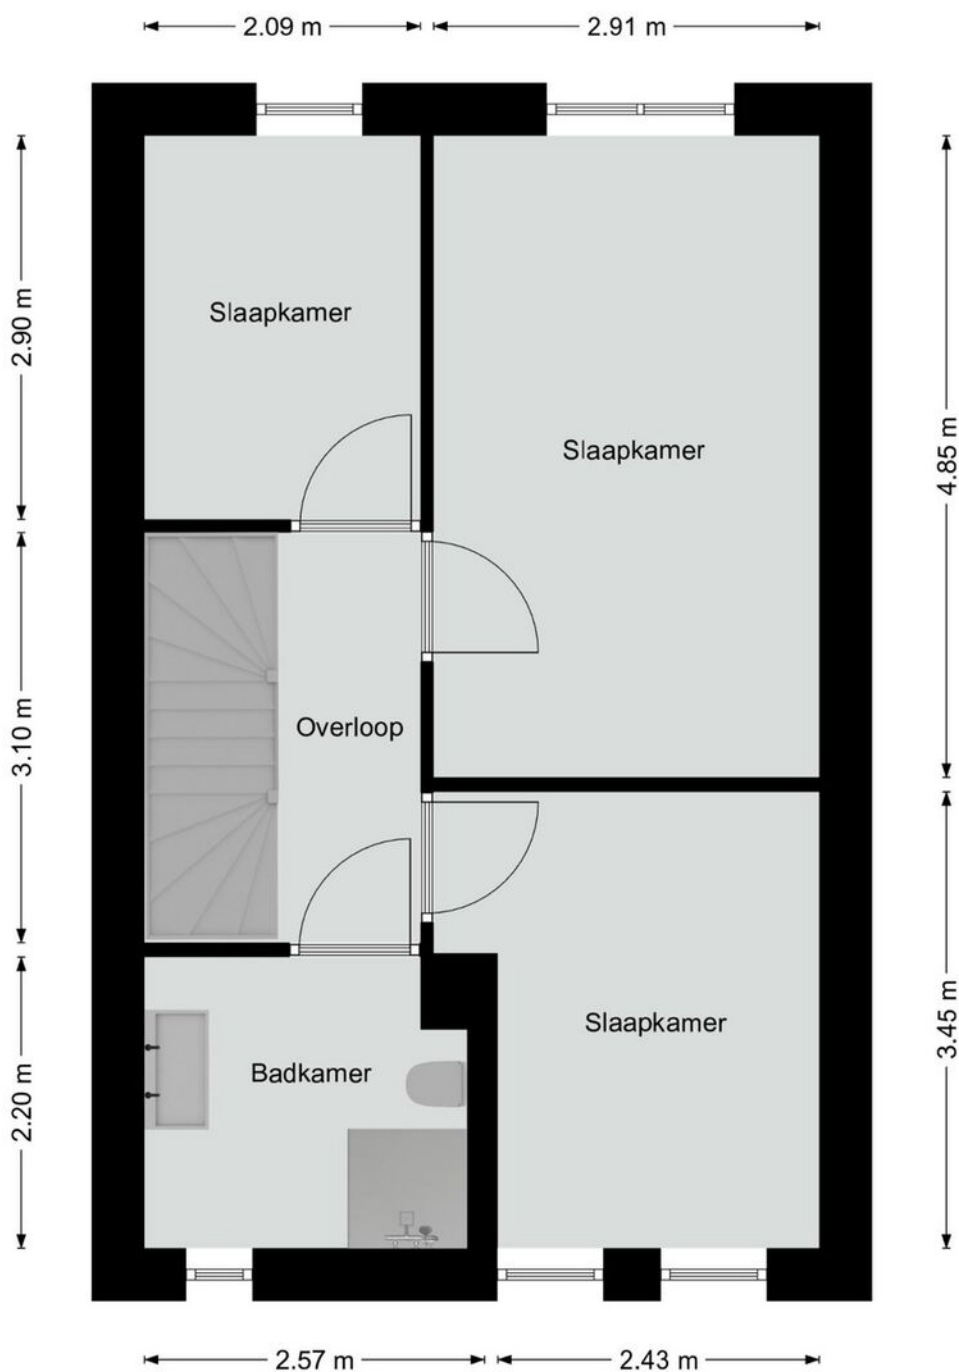 2.09 m
2.91 m
Slaapkamer
2.90 m
Slaapkamer
4.85 m
Overloop
3.10 m
Slaapkamer
3.45 m
Badkamer
2.20 m
2.57 m
2.43 m